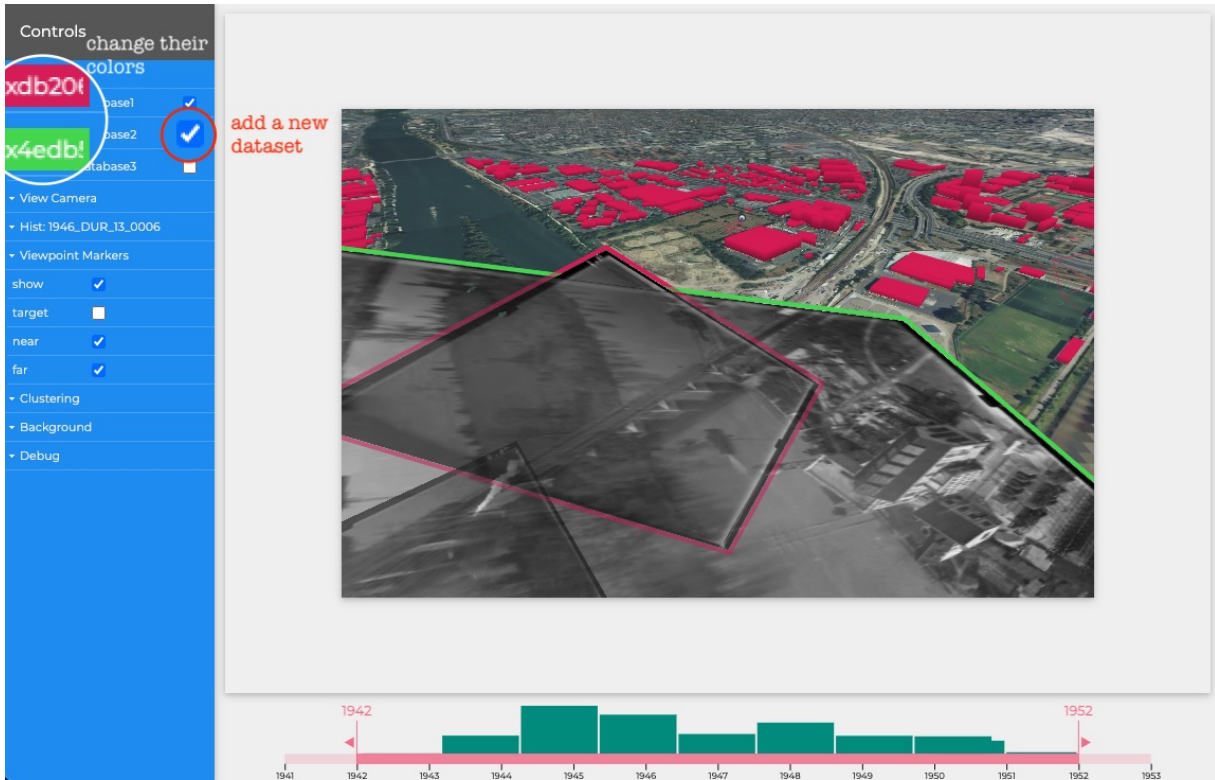 Controls
change their
colors
xdb20
base1
x4edb
base2
add a new
dataset
tabase3
View Camera
Hist: 1946_DUR_13_0006
Viewpoint Markers
show
target
near
far
Clustering
Background
Debug
1942 1952
1941 1942 1943 1944 1945 1946 1947 1948 1949 1950 1951 1952 1953